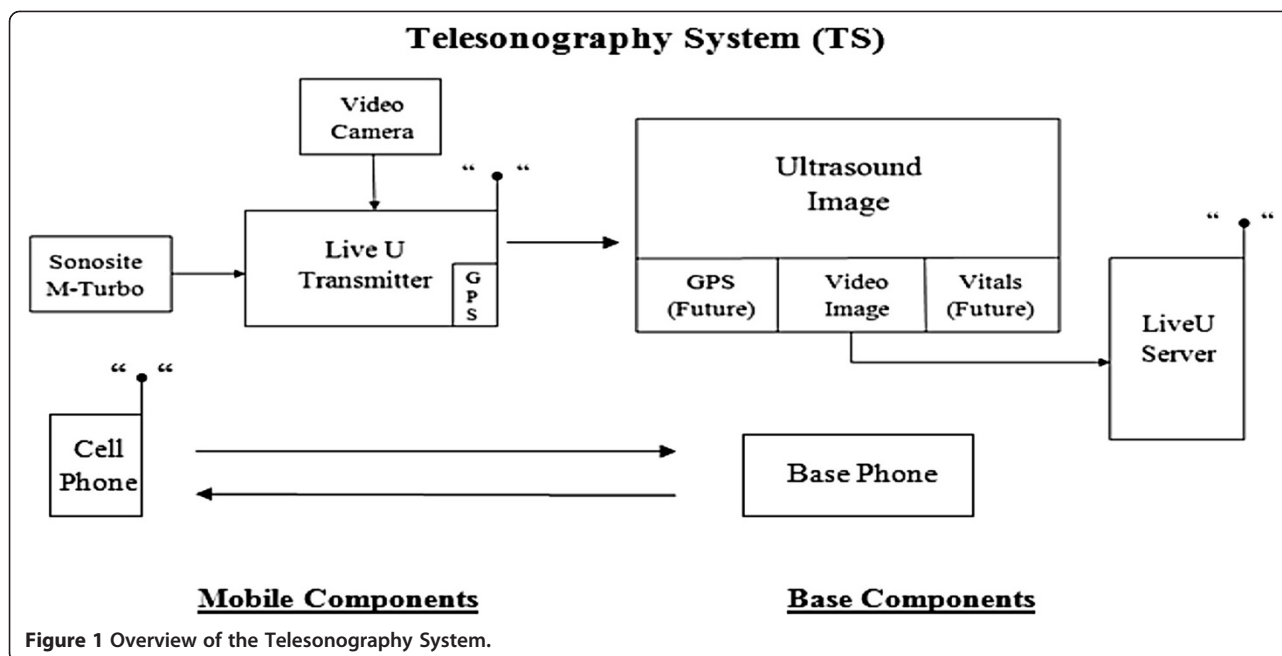 Telesonography System (TS)
Video
Camera
“ “
Sonosite
M-Turbo
Live U
Transmitter
G
P
S
Ultrasound
Image
GPS
(Future)
Video
Image
Vitals
(Future)
“ “
LiveU
Server
“ “
Cell
Phone
Base Phone
Mobile Components
Base Components
Figure 1 Overview of the Telesonography System.